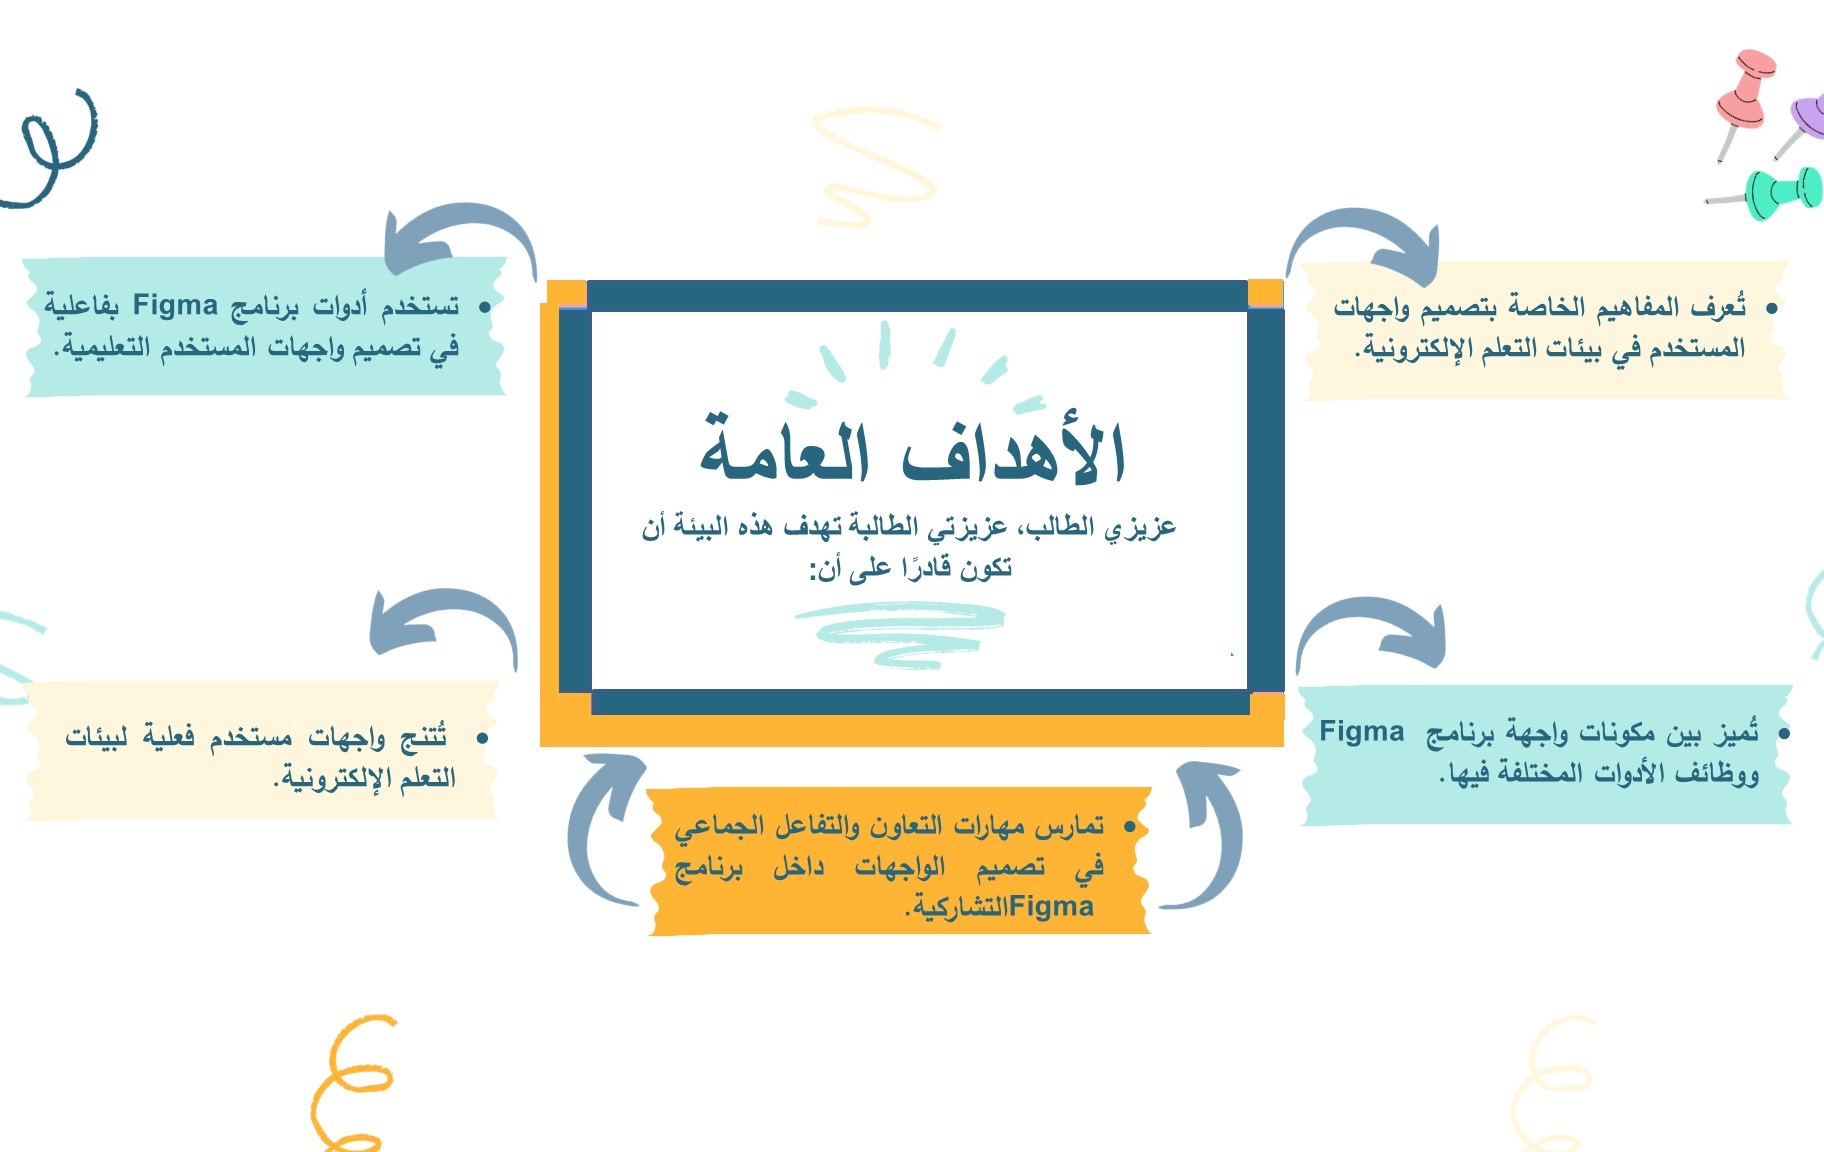 الأهداف العامة
عزيزي الطالب، عزيزتي الطالبة تهدف هذه البيئة أن
تكون قادرًا على أن:
• تُعرف المفاهيم الخاصة بتصميم واجهات
المستخدم في بيئات التعلم الإلكترونية.
• تُميز بين مكونات واجهة برنامج Figma
ووظائف الأدوات المختلفة فيها.
• تستخدم أدوات برنامج Figma بفاعلية
في تصميم واجهات المستخدم التعليمية.
• تُتنج واجهات مستخدم فعلية لبيئات
التعلم الإلكترونية.
• تمارس مهارات التعاون والتفاعل الجماعي
في تصميم الواجهات داخل برنامج
Figmaالتشاركية.